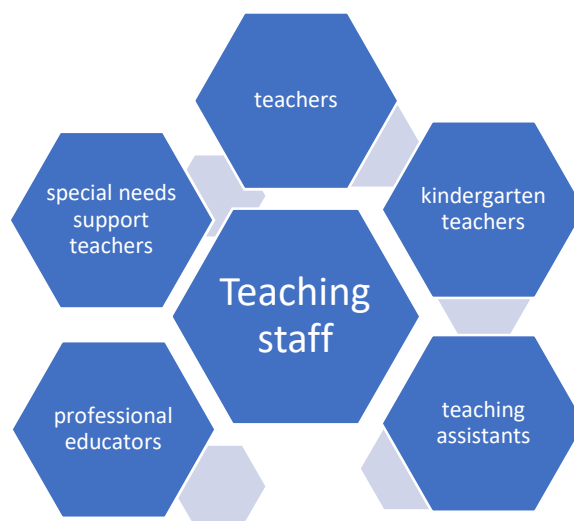 teachers
special needs
support
teachers
kindergarten
teachers
Teaching
staff
professional
educators
teaching
assistants